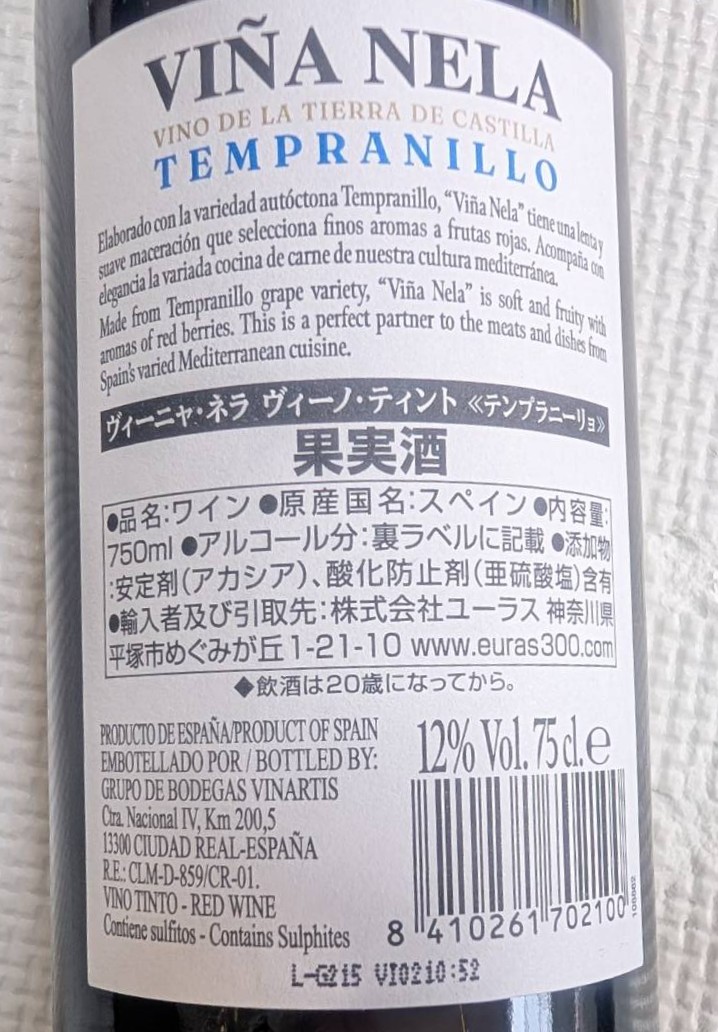 VIÑA NELA
VINO DE LA TIERRA DE CASTILLA
TEMPRANILLO
Elaborado con la variedad autóctona Tempranillo, “Viña Nela” tiene una lenta y
suave maceración que selecciona finos aromas a frutas rojas. Acompaña con
elegancia la variada cocina de carne de nuestra cultura mediterránea.
Made from Tempranillo grape variety, “Viña Nela” is soft and fruity with
aromas of red berries. This is a perfect partner to the meats and dishes from
Spain's varied Mediterranean cuisine.
ヴィーニャ・ネラ ヴィーノ・ティント ≪テンプラニーリョ≫
果実酒
●品名:ワイン ●原産国名:スペイン ●内容量:
750ml ●アルコール分:裏ラベルに記載 ●添加物
:安定剤(アカシア)、酸化防止剤(亜硫酸塩)含有
●輸入者及び引取先:株式会社ユーラス 神奈川県
平塚市めぐみが丘1-21-10 www.euras300.com
◆飲酒は20歳になってから。
PRODUCTO DE ESPAÑA/PRODUCT OF SPAIN
EMBOTELLADO POR / BOTTLED BY:
GRUPO DE BODEGAS VINARTIS
Ctra. Nacional IV, Km 200,5
13300 CIUDAD REAL-ESPAÑA
R.E.: CLM-D-859/CR-01.
VINO TINTO - RED WINE
Contiene sulfitos - Contains Sulphites
12% Vol. 75 cl. e
8 410261 702100
L-G215 VI0210:52